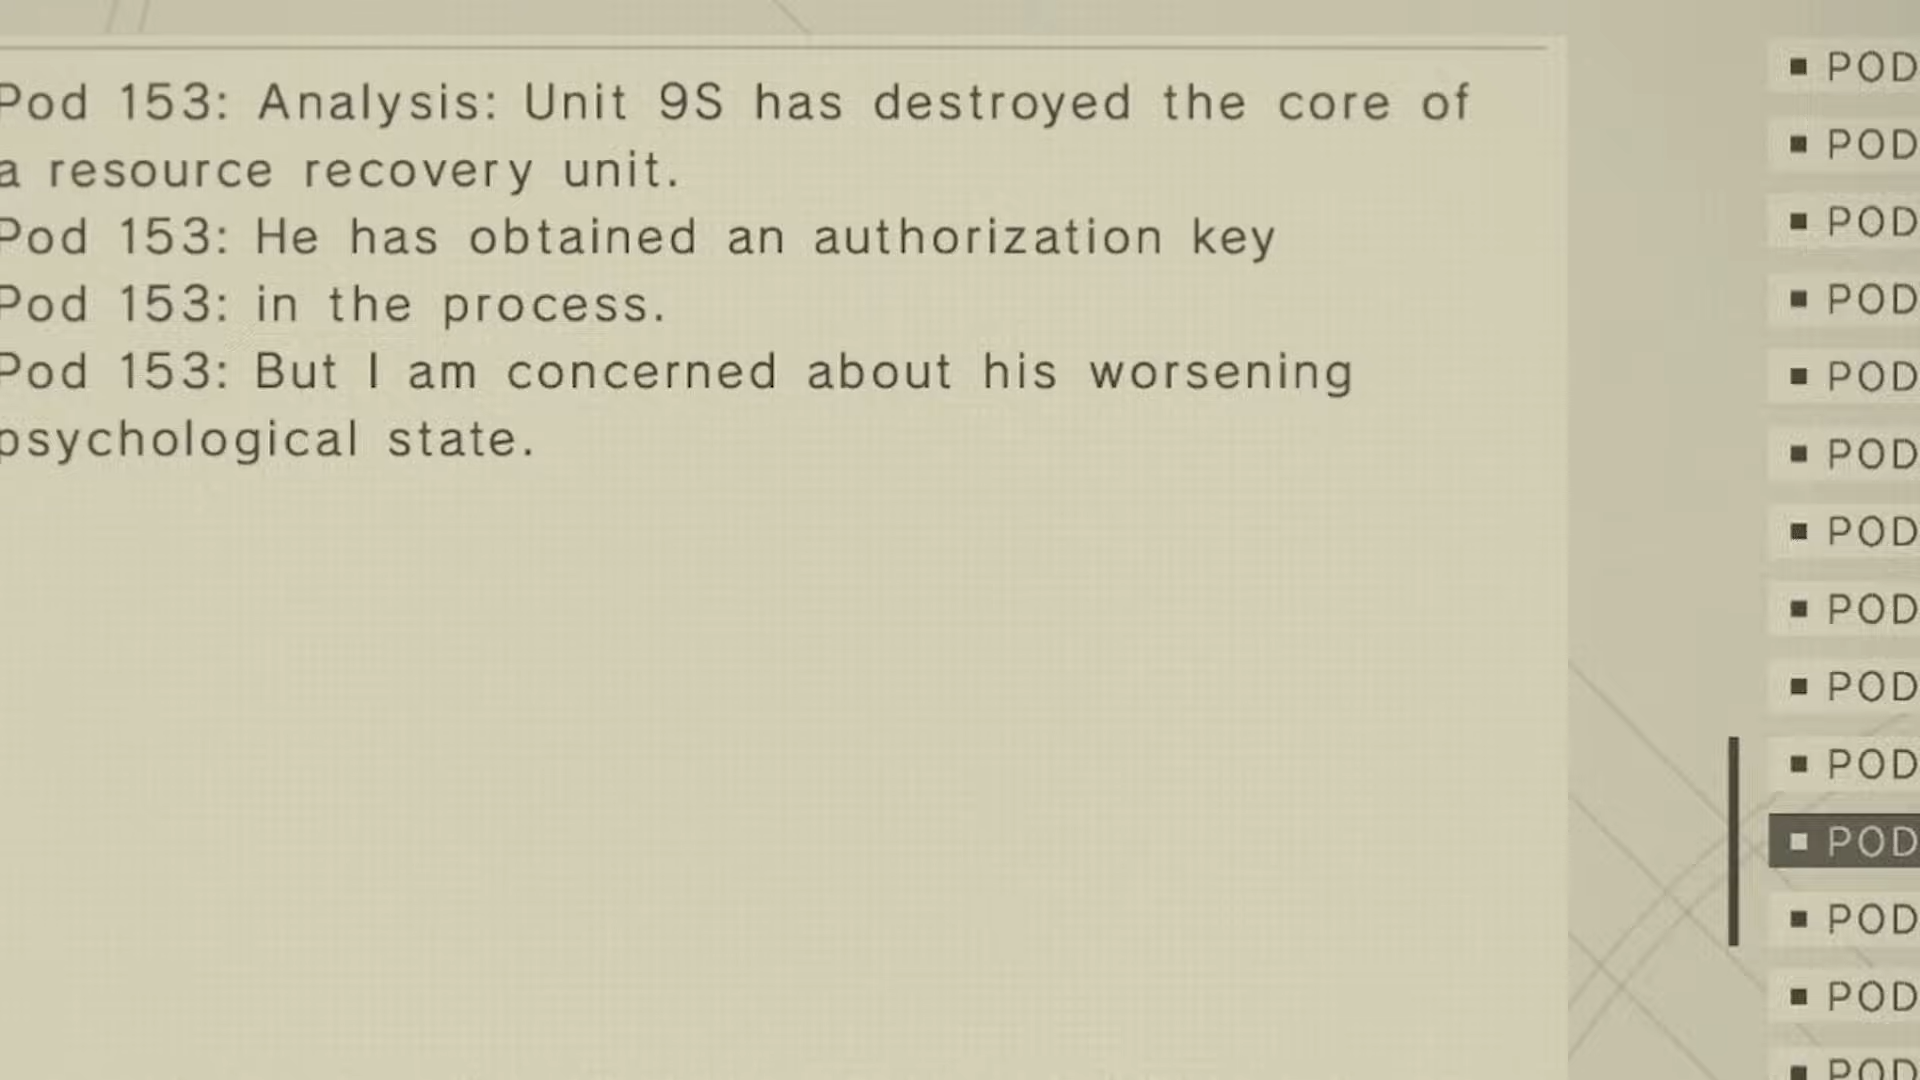 Pod 153: Analysis: Unit 9S has destroyed the core of
a resource recovery unit.
Pod 153: He has obtained an authorization key
Pod 153: in the process.
Pod 153: But I am concerned about his worsening
psychological state.
POD
POD
POD
POD
POD
POD
POD
POD
POD
POD
POD
POD
POD
POD